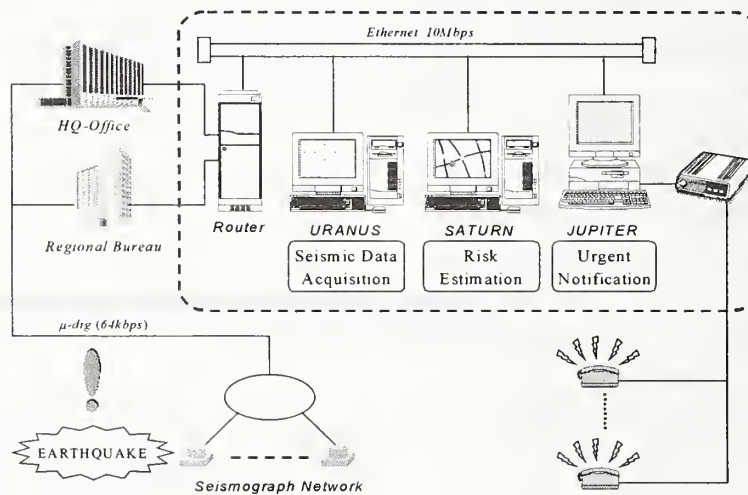 Ethernet 10Mbps
HQ-Office
Regional Bureau
Router
URANUS
SATURN
JUPITER
Seismic Data
Acquisition
Risk
Estimation
Urgent
Notification
μ-dig (64kbps)
EARTHQUAKE
Seismograph Network